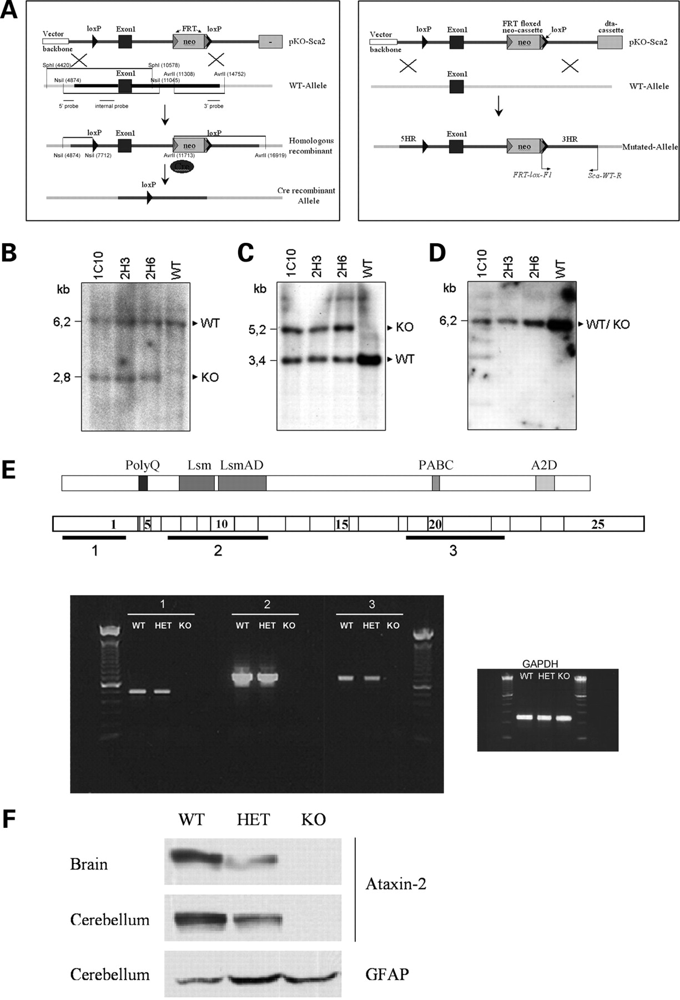 A
Vector
backbone
loxP
Exon1
FRT
loxP
neo
-
pKO-Sca2
SphI (4420)
SphI (10578)
NsiI (4874)
Exon1
NsiI (11045)
AvrII (11308)
AvrII (14752)
WT-Allele
5' probe
internal probe
3' probe
loxP
Exon1
neo
loxP
Homologous
recombinant
NsiI (4874)
NsiI (7712)
AvrII (11713)
AvrII (16919)
Cre
loxP
Cre recombinant
Allele
Vector
backbone
loxP
Exon1
FRT floxed
neo-cassette
loxP
dta-
cassette
neo
pKO-Sca2
Exon1
WT-Allele
5HR
Exon1
neo
3HR
Mutated-Allele
FRT-lox-F1
Sca-WT-R
B
1C10
2H3
2H6
WT
kb
6,2
WT
2,8
KO
C
1C10
2H3
2H6
WT
kb
5,2
KO
3,4
WT
D
1C10
2H3
2H6
WT
kb
6,2
WT/ KO
E
PolyQ
Lsm
LsmAD
PABC
A2D
1
5
10
15
20
25
1
2
3
1
2
3
WT HET KO
WT HET KO
WT HET KO
GAPDH
WT HET KO
F
WT HET KO
Brain
Ataxin-2
Cerebellum
Cerebellum
GFAP